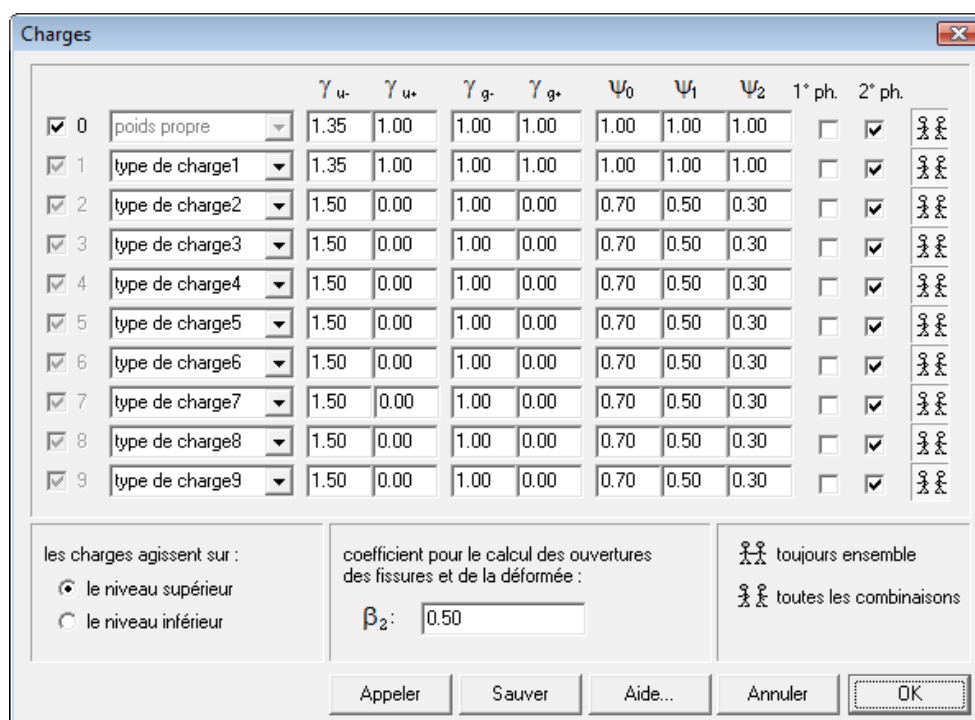 Charges
γ u- γ u+ γ g- γ g+ Ψ0 Ψ1 Ψ2 1° ph. 2° ph.
0 poids propre 1.35 1.00 1.00 1.00 1.00 1.00 1.00
1 type de charge1 1.35 1.00 1.00 1.00 1.00 1.00 1.00
2 type de charge2 1.50 0.00 1.00 0.00 0.70 0.50 0.30
3 type de charge3 1.50 0.00 1.00 0.00 0.70 0.50 0.30
4 type de charge4 1.50 0.00 1.00 0.00 0.70 0.50 0.30
5 type de charge5 1.50 0.00 1.00 0.00 0.70 0.50 0.30
6 type de charge6 1.50 0.00 1.00 0.00 0.70 0.50 0.30
7 type de charge7 1.50 0.00 1.00 0.00 0.70 0.50 0.30
8 type de charge8 1.50 0.00 1.00 0.00 0.70 0.50 0.30
9 type de charge9 1.50 0.00 1.00 0.00 0.70 0.50 0.30
les charges agissent sur :
le niveau supérieur
le niveau inférieur
coefficient pour le calcul des ouvertures
des fissures et de la déformée :
β2: 0.50
toujours ensemble
toutes les combinaisons
Appeler Sauver Aide... Annuler OK